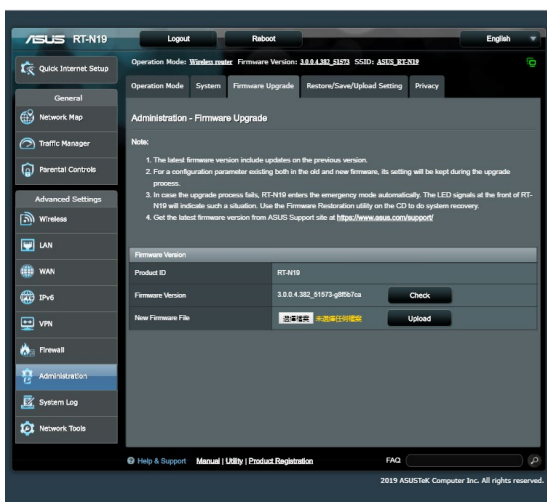 ASUS RT-N19
Logout
Reboot
English
Quick Internet Setup
Operation Mode: Wireless router Firmware Version: 3.0.0.4.382_51573 SSID: ASUS_RT-N19
Operation Mode System Firmware Upgrade Restore/Save/Upload Setting Privacy
General
Network Map
Traffic Manager
Parental Controls
Advanced Settings
Wireless
LAN
WAN
IPv6
VPN
Firewall
Administration
System Log
Network Tools
Administration - Firmware Upgrade
Note:
1. The latest firmware version include updates on the previous version.
2. For a configuration parameter existing both in the old and new firmware, its setting will be kept during the upgrade
process.
3. In case the upgrade process fails, RT-N19 enters the emergency mode automatically. The LED signals at the front of RT-
N19 will indicate such a situation. Use the Firmware Restoration utility on the CD to do system recovery.
4. Get the latest firmware version from ASUS Support site at https://www.asus.com/support/
Firmware Version
Product ID RT-N19
Firmware Version 3.0.0.4.382_51573-g8f5b7ca Check
New Firmware File 選擇檔案 未選擇任何檔案 Upload
Help & Support Manual | Utility | Product Registration FAQ
2019 ASUSTeK Computer Inc. All rights reserved.